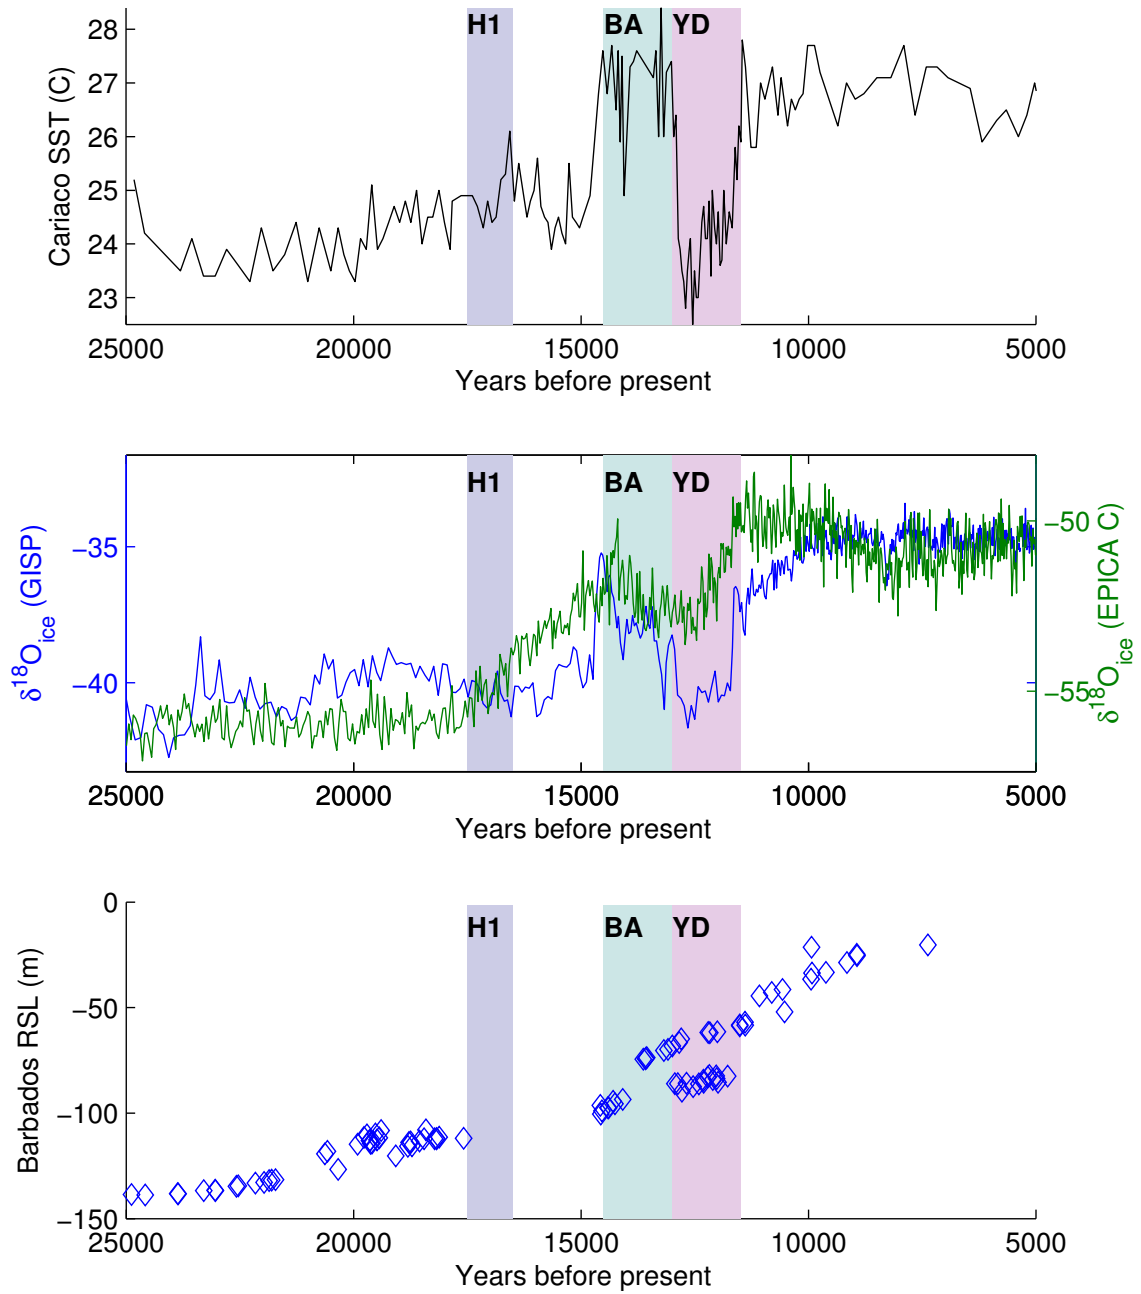 28
27
26
25
24
23
Cariaco SST (C)
H1
BA
YD
25000
20000
15000
10000
5000
Years before present
−35
−40
δ18Oice (GISP)
H1
BA
YD
−50
−55
δ18Oice (EPICA C)
25000
20000
15000
10000
5000
Years before present
0
−50
−100
−150
Barbados RSL (m)
H1
BA
YD
25000
20000
15000
10000
5000
Years before present